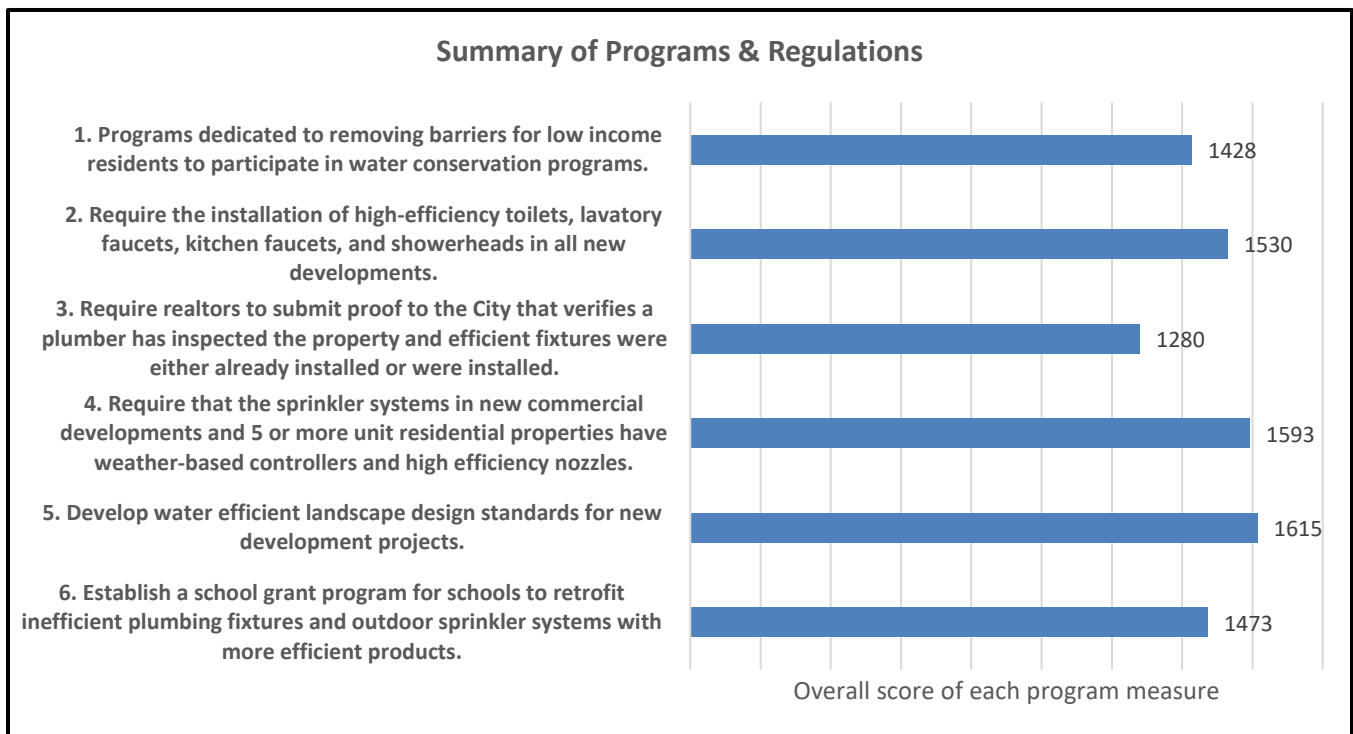 Summary of Programs & Regulations
1. Programs dedicated to removing barriers for low income
residents to participate in water conservation programs.
1428
2. Require the installation of high-efficiency toilets, lavatory
faucets, kitchen faucets, and showerheads in all new
developments.
1530
3. Require realtors to submit proof to the City that verifies a
plumber has inspected the property and efficient fixtures were
either already installed or were installed.
1280
4. Require that the sprinkler systems in new commercial
developments and 5 or more unit residential properties have
weather-based controllers and high efficiency nozzles.
1593
5. Develop water efficient landscape design standards for new
development projects.
1615
6. Establish a school grant program for schools to retrofit
inefficient plumbing fixtures and outdoor sprinkler systems with
more efficient products.
1473
Overall score of each program measure